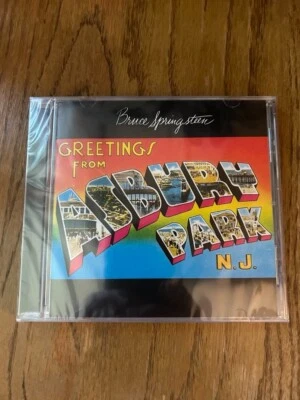 Bruce Springsteen
GREETINGS
FROM
ASBURY
PARK
N.J.